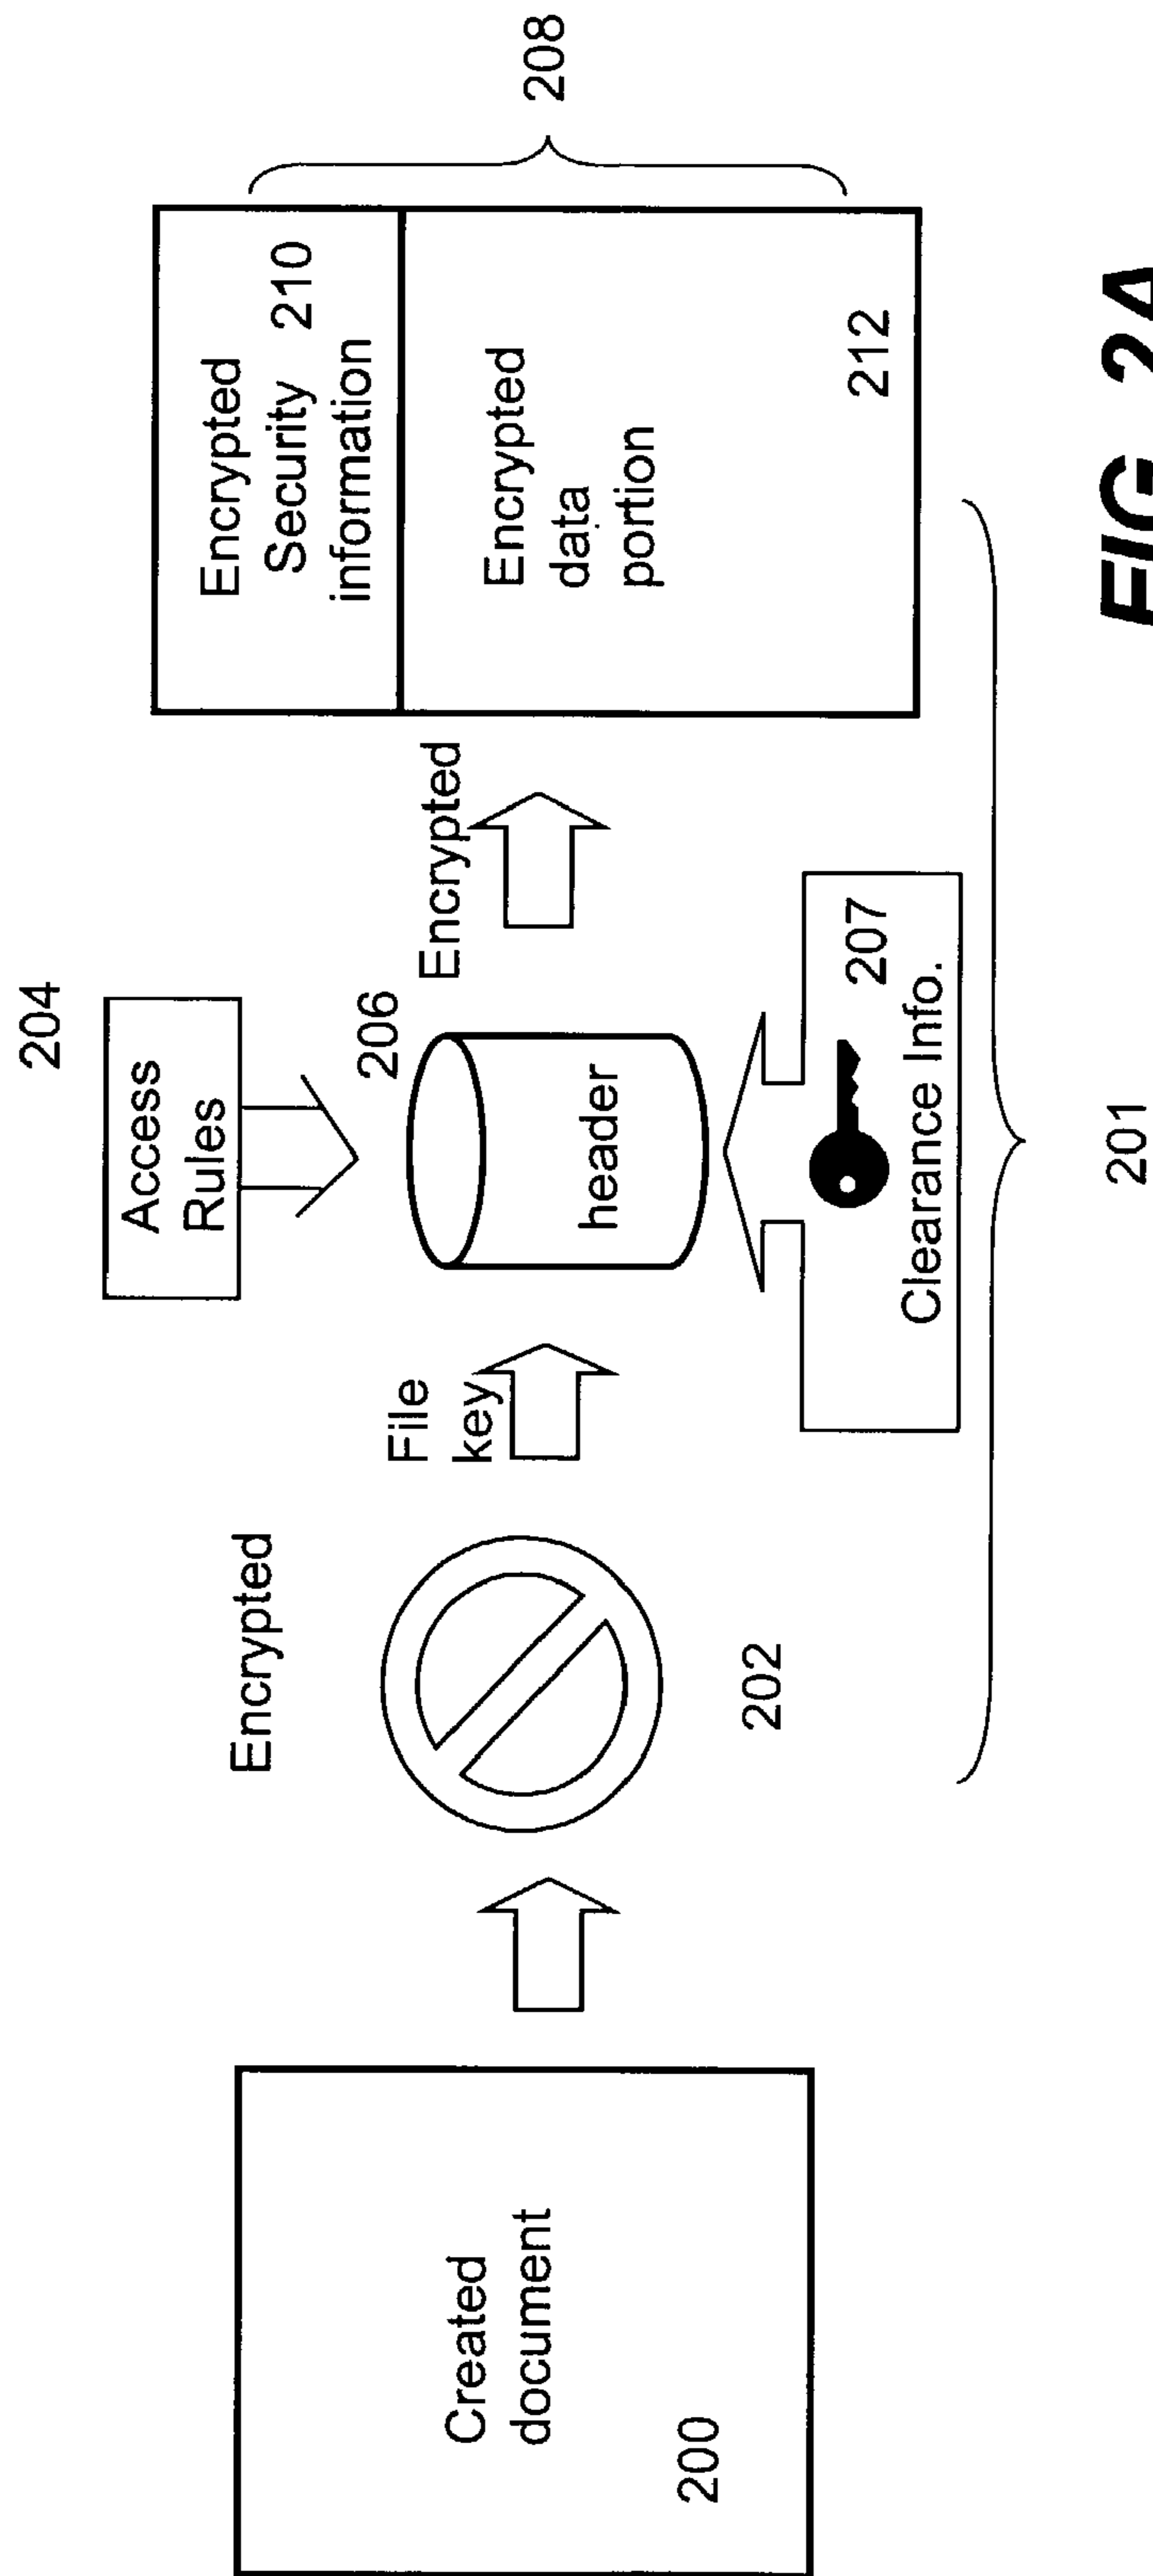 Created
document
200
Encrypted
202
File
key
204
Access
Rules
206
header
207
Clearance Info.
Encrypted
Encrypted
Security 210
information
Encrypted
data
portion
212
208
201
FIG. 2A